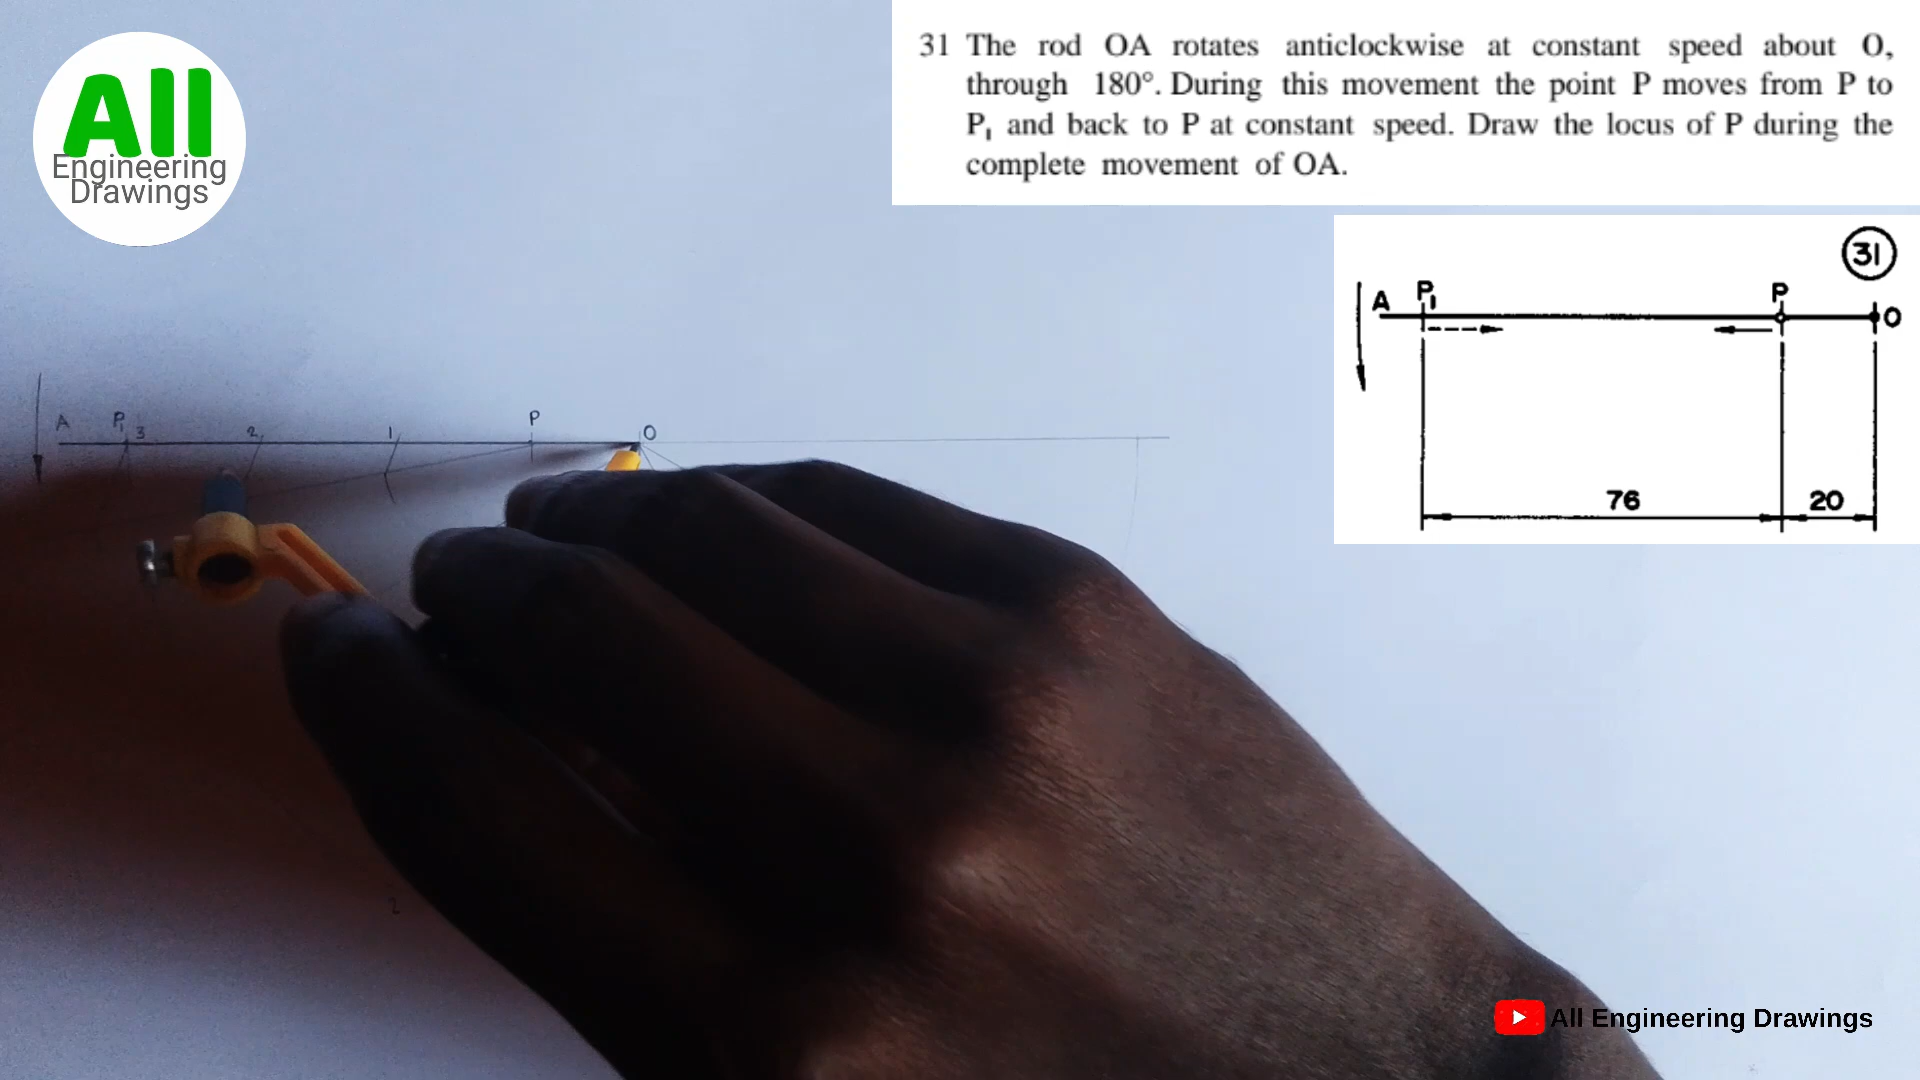 All
Engineering
Drawings
31 The rod OA rotates anticlockwise at constant speed about O,
through 180°. During this movement the point P moves from P to
P₁ and back to P at constant speed. Draw the locus of P during the
complete movement of OA.
31
A P₁ P O
76 20
A P₁ 3 2 1 P O
2
All Engineering Drawings